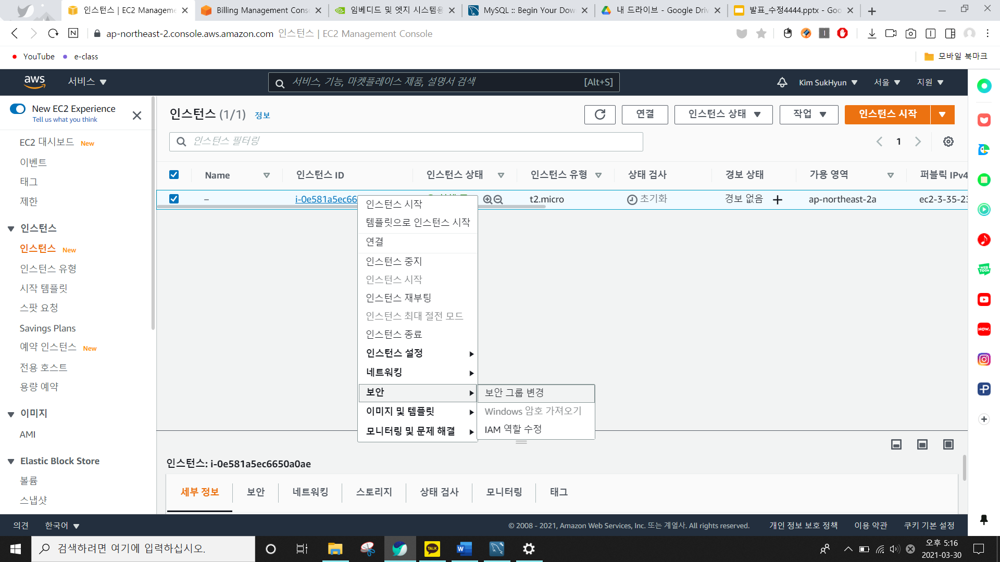 인스턴스 | EC2 Manageme
Billing Management Cons
임베디드 및 엣지 시스템용
MySQL :: Begin Your Dow
내 드라이브 - Google Driv
발표_수정4444.pptx - Goo
ap-northeast-2.console.aws.amazon.com 인스턴스 | EC2 Management Console
YouTube
e-class
모바일 북마크
aws
서비스
서비스, 기능, 마켓플레이스 제품, 설명서 검색
[Alt+S]
Kim SukHyun
서울
지원
New EC2 Experience
Tell us what you think
EC2 대시보드 New
이벤트
태그
제한
인스턴스
인스턴스 New
인스턴스 유형
시작 템플릿
스팟 요청
Savings Plans
예약 인스턴스 New
전용 호스트
용량 예약
이미지
AMI
Elastic Block Store
볼륨
스냅샷
인스턴스 (1/1) 정보
연결
인스턴스 상태
작업
인스턴스 시작
인스턴스 필터링
1
Name
인스턴스 ID
인스턴스 상태
인스턴스 유형
상태 검사
경보 상태
가용 영역
퍼블릭 IPv4
–
i-0e581a5ec66
t2.micro
초기화
경보 없음
ap-northeast-2a
ec2-3-35-23
인스턴스 시작
템플릿으로 인스턴스 시작
연결
인스턴스 중지
인스턴스 시작
인스턴스 재부팅
인스턴스 최대 절전 모드
인스턴스 종료
인스턴스 설정
네트워킹
보안
이미지 및 템플릿
모니터링 및 문제 해결
보안 그룹 변경
Windows 암호 가져오기
IAM 역할 수정
인스턴스: i-0e581a5ec6650a0ae
세부 정보
보안
네트워킹
스토리지
상태 검사
모니터링
태그
WEB TOON
NOW.
의견
한국어
© 2008 - 2021, Amazon Web Services, Inc. 또는 계열사. All rights reserved.
개인 정보 보호 정책
이용 약관
쿠키 기본 설정
검색하려면 여기에 입력하십시오.
TALK
오후 5:16
2021-03-30